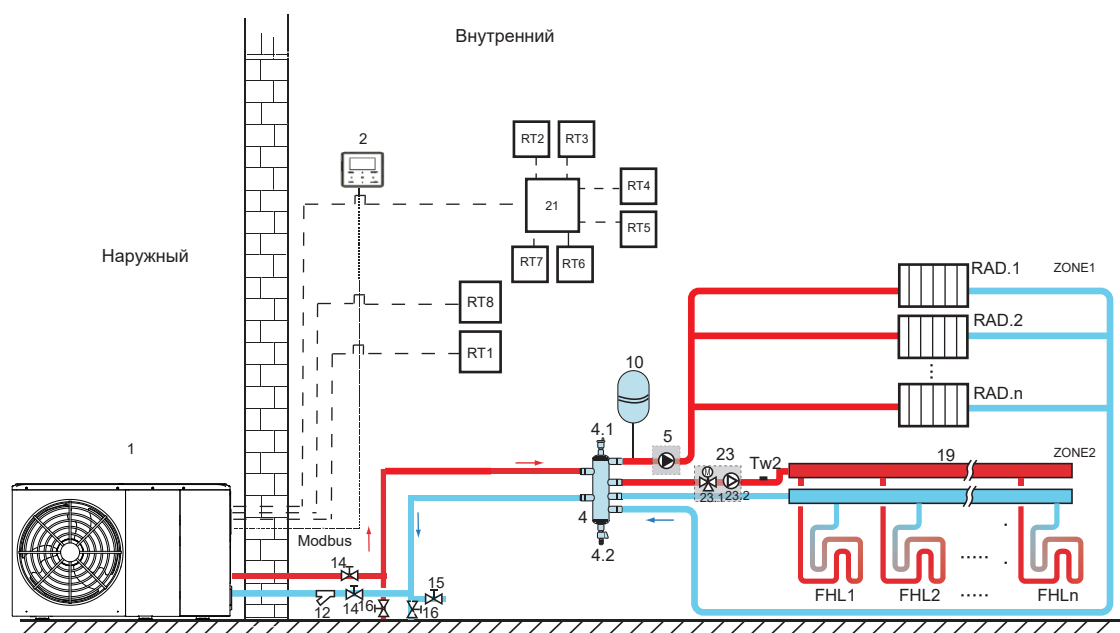 Внутренний
2
RT2
RT3
21
RT4
RT5
RT7
RT6
Наружный
RT8
RT1
RAD.1
ZONE1
RAD.2
RAD.n
10
5
4.1
23
Tw2
19
ZONE2
M
23.1
23.2
4
4.2
1
Modbus
14
15
12
14
16
16
FHL1
FHL2
.....
FHLn